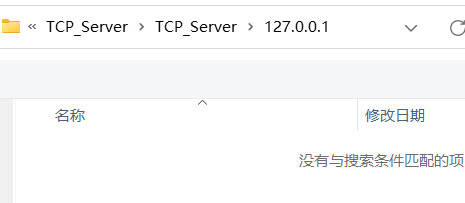 « TCP_Server > TCP_Server > 127.0.0.1
名称 修改日期
没有与搜索条件匹配的项